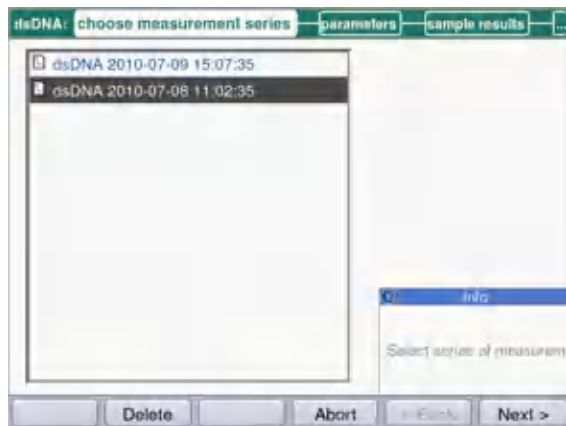 dsDNA: choose measurement series parameters sample results ...
dsDNA 2010-07-09 15:07:35
dsDNA 2010-07-08 11:02:35
Info
Select series of measurem
Delete Abort < Back Next >